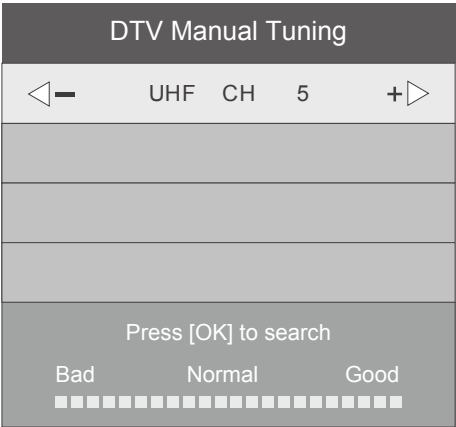 DTV Manual Tuning
− UHF CH 5 +
Press [OK] to search
Bad Normal Good